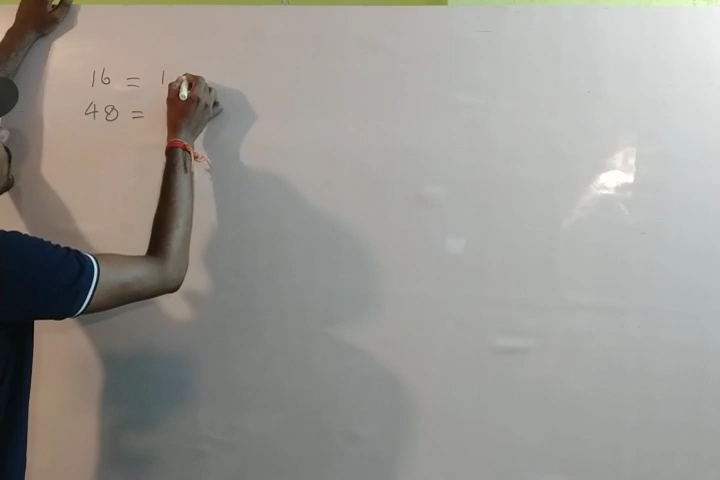 16 = 1
48 =